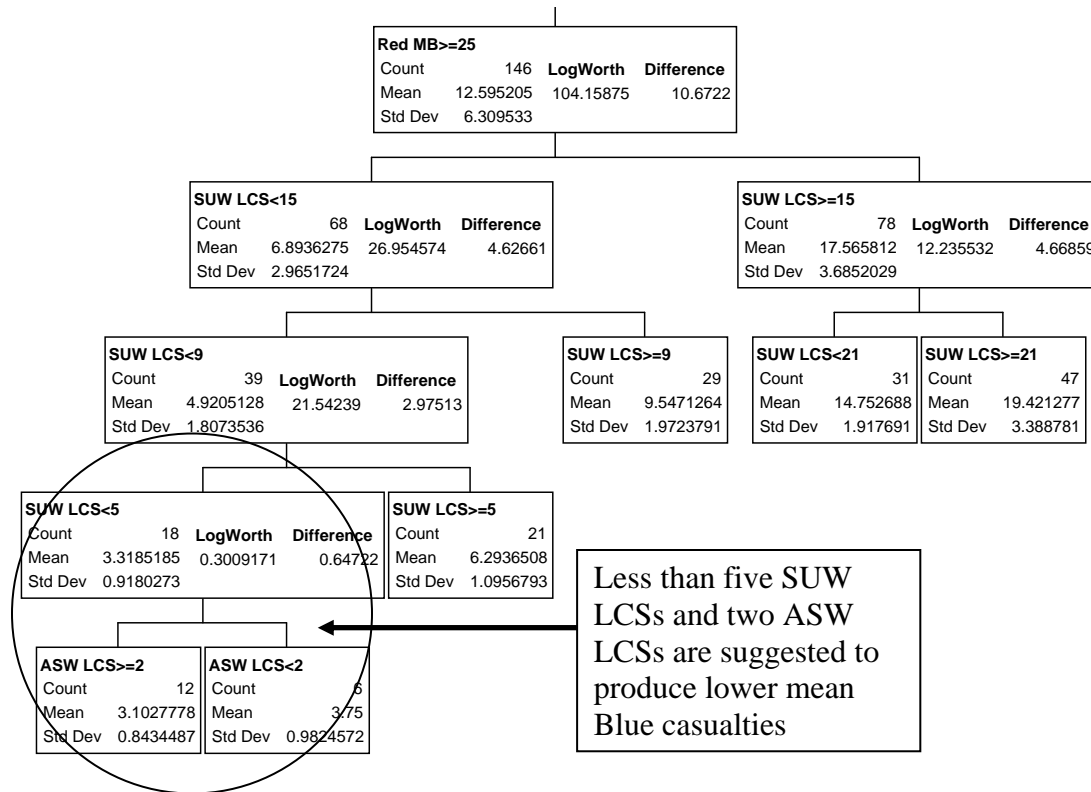 Red MB>=25
Count 146 LogWorth Difference
Mean 12.595205 104.15875 10.6722
Std Dev 6.309533
SUW LCS<15
Count 68 LogWorth Difference
Mean 6.8936275 26.954574 4.62661
Std Dev 2.9651724
SUW LCS>=15
Count 78 LogWorth Difference
Mean 17.565812 12.235532 4.66859
Std Dev 3.6852029
SUW LCS<9
Count 39 LogWorth Difference
Mean 4.9205128 21.54239 2.97513
Std Dev 1.8073536
SUW LCS>=9
Count 29
Mean 9.5471264
Std Dev 1.9723791
SUW LCS<21
Count 31
Mean 14.752688
Std Dev 1.917691
SUW LCS>=21
Count 47
Mean 19.421277
Std Dev 3.388781
SUW LCS<5
Count 18 LogWorth Difference
Mean 3.3185185 0.3009171 0.64722
Std Dev 0.9180273
SUW LCS>=5
Count 21
Mean 6.2936508
Std Dev 1.0956793
Less than five SUW
LCSs and two ASW
LCSs are suggested to
produce lower mean
Blue casualties
ASW LCS>=2
Count 12
Mean 3.1027778
Std Dev 0.8434487
ASW LCS<2
Count 6
Mean 3.75
Std Dev 0.9824572